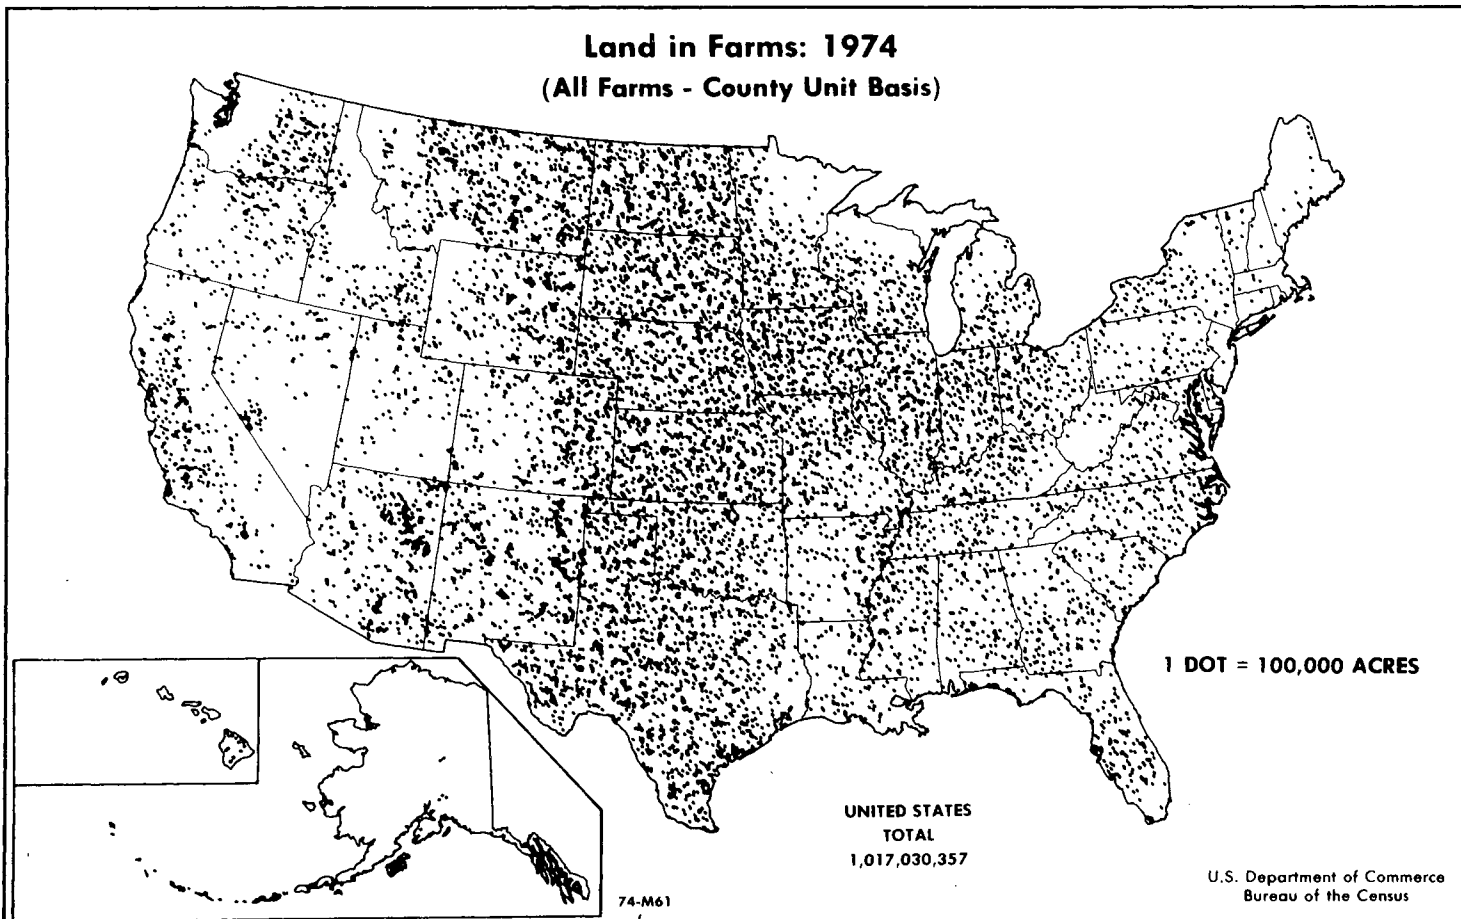 Land in Farms: 1974
(All Farms - County Unit Basis)
1 DOT = 100,000 ACRES
UNITED STATES
TOTAL
1,017,030,357
U.S. Department of Commerce
Bureau of the Census
74-M61